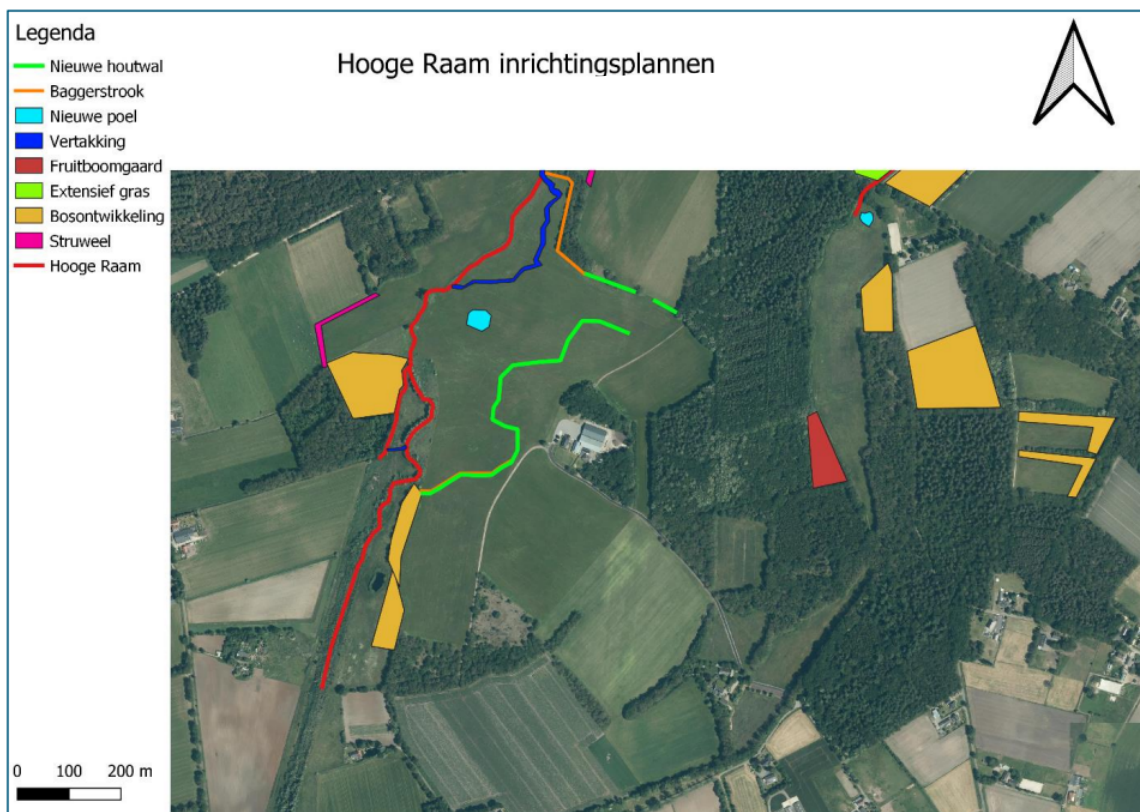 Legenda
Nieuwe houtwal
Baggerstrook
Nieuwe poel
Vertakking
Fruitboomgaard
Extensief gras
Bosontwikkeling
Struweel
Hooge Raam
Hooge Raam inrichtingsplannen
0 100 200 m